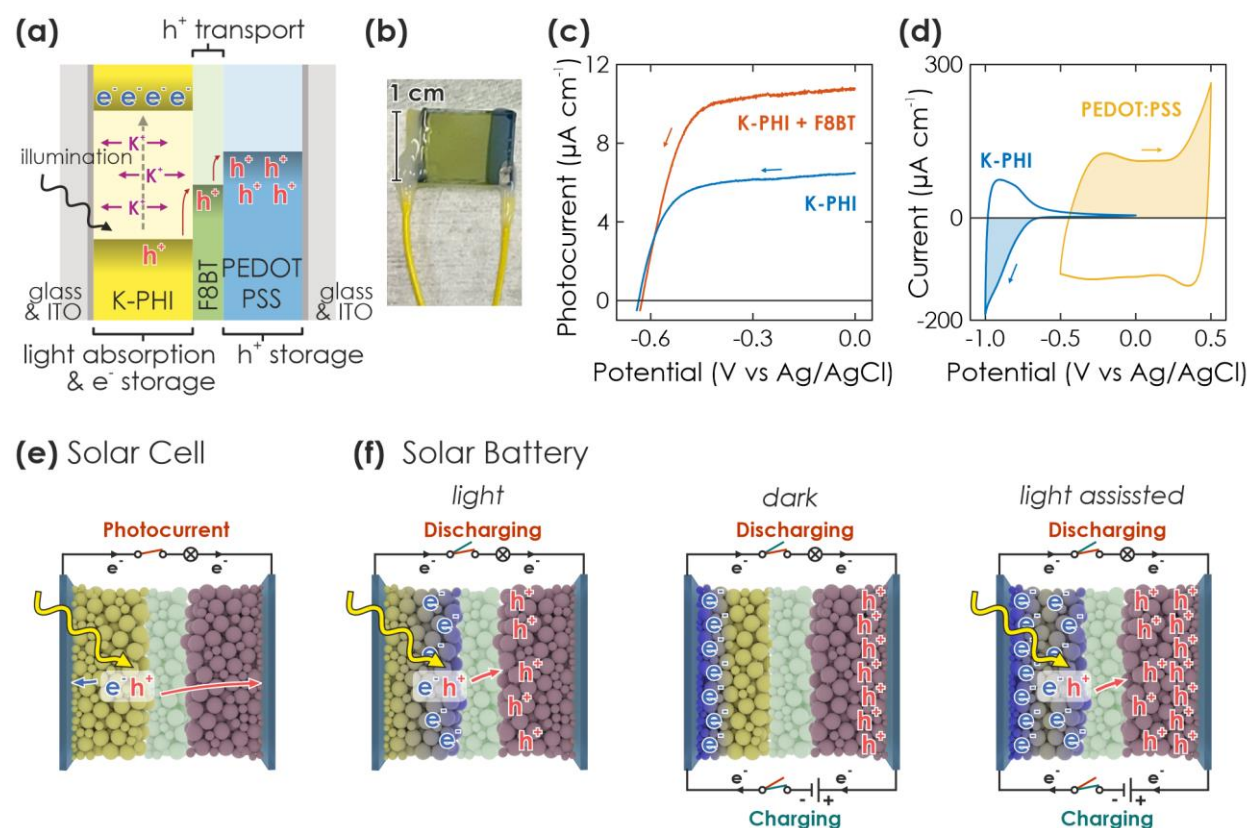 (a)
h⁺ transport
e⁻ e⁻ e⁻ e⁻
K⁺
illumination
K⁺
h⁺ h⁺
h⁺
h⁺ h⁺
K⁺
h⁺
glass
& ITO
K-PHI
F8BT
PEDOT
PSS
glass
& ITO
light absorption
& e⁻ storage
h⁺ storage
(b)
1 cm
(c)
Photocurrent (µA cm⁻¹)
12
8
4
0
K-PHI + F8BT
K-PHI
-0.6
-0.3
0.0
Potential (V vs Ag/AgCl)
(d)
Current (µA cm⁻¹)
300
0
-200
PEDOT:PSS
K-PHI
-1.0
-0.5
0.0
0.5
Potential (V vs Ag/AgCl)
(e) Solar Cell
Photocurrent
e⁻ e⁻
e⁻ h⁺
(f) Solar Battery
light
Discharging
e⁻ e⁻
e⁻ h⁺
e⁻ h⁺
e⁻
e⁻ h⁺ h⁺
e⁻ h⁺
e⁻ h⁺
dark
Discharging
e⁻ e⁻
e⁻ h⁺
e⁻ h⁺
e⁻ h⁺
e⁻ h⁺
e⁻ h⁺
e⁻ h⁺
e⁻ h⁺
e⁻ e⁻
- +
Charging
light assissted
Discharging
e⁻ e⁻
e⁻ e⁻ h⁺ h⁺
e⁻ e⁻ h⁺ h⁺
e⁻ h⁺ h⁺
e⁻ e⁻ h⁺ h⁺ h⁺
e⁻ e⁻ h⁺ h⁺
e⁻ e⁻ h⁺ h⁺
e⁻ h⁺
e⁻ e⁻
- +
Charging